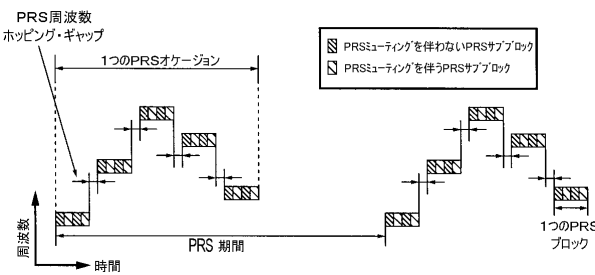 PRS周波数
ホッピング・ギャップ
1つのPRSオケージョン
PRSミューティングを伴わないPRSサブブロック
PRSミューティングを伴うPRSサブブロック
周波数
時間
PRS 期間
1つのPRS
ブロック